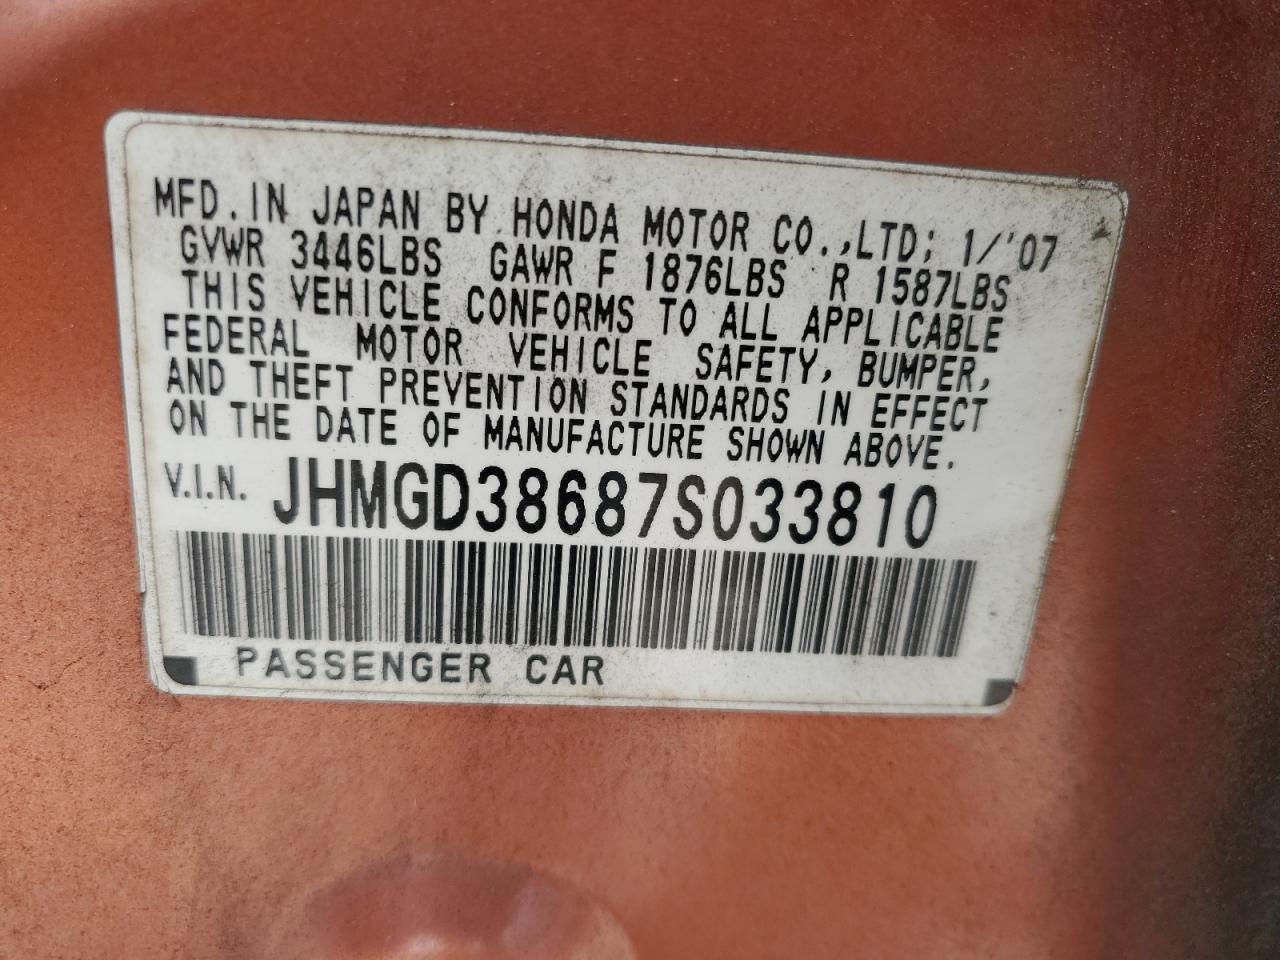 MFD. IN JAPAN BY HONDA MOTOR CO.,LTD; 1/'07
GVWR 3446LBS GAWR F 1876LBS R 1587LBS
THIS VEHICLE CONFORMS TO ALL APPLICABLE
FEDERAL MOTOR VEHICLE SAFETY, BUMPER,
AND THEFT PREVENTION STANDARDS IN EFFECT
ON THE DATE OF MANUFACTURE SHOWN ABOVE.
V.I.N. JHMGD38687S033810
PASSENGER CAR